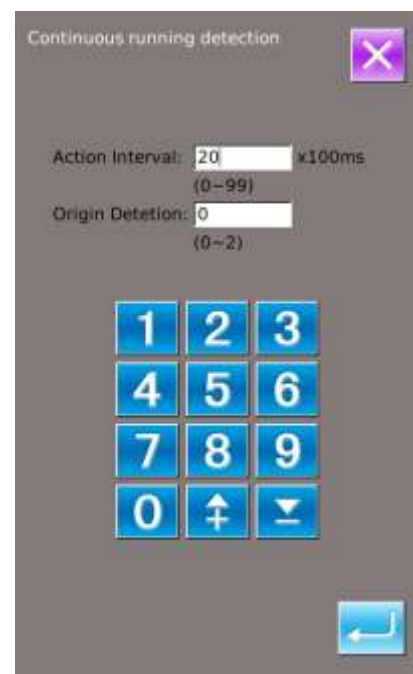 Continuous running detection
Action Interval: 20 x100ms
(0~99)
Origin Detetion: 0
(0~2)
1 2 3
4 5 6
7 8 9
0